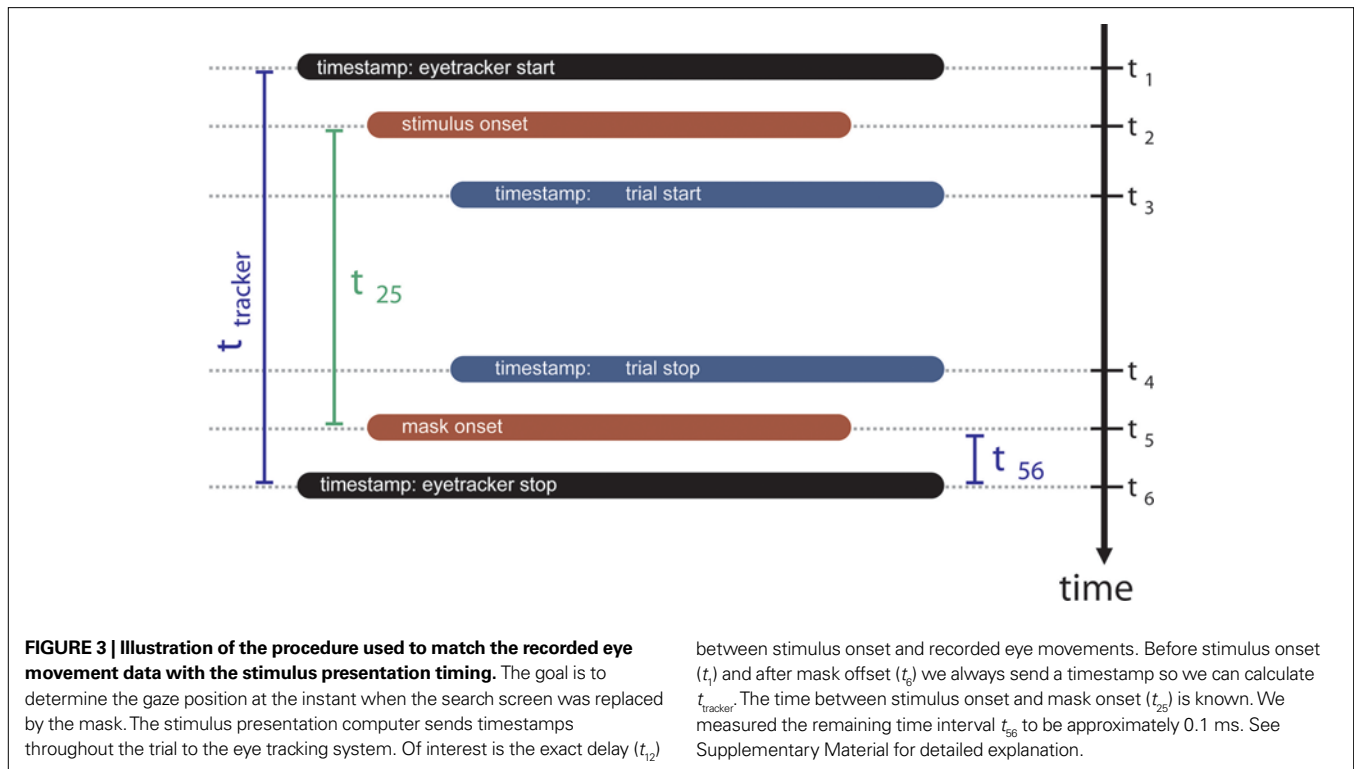 timestamp: eyetracker start
t 1
stimulus onset
t 2
timestamp: trial start
t 3
t tracker
t 25
timestamp: trial stop
t 4
mask onset
t 5
t 56
timestamp: eyetracker stop
t 6
time
FIGURE 3 | Illustration of the procedure used to match the recorded eye
movement data with the stimulus presentation timing. The goal is to
determine the gaze position at the instant when the search screen was replaced
by the mask. The stimulus presentation computer sends timestamps
throughout the trial to the eye tracking system. Of interest is the exact delay (t12)
between stimulus onset and recorded eye movements. Before stimulus onset
(t1) and after mask offset (t6) we always send a timestamp so we can calculate
ttracker. The time between stimulus onset and mask onset (t25) is known. We
measured the remaining time interval t56 to be approximately 0.1 ms. See
Supplementary Material for detailed explanation.